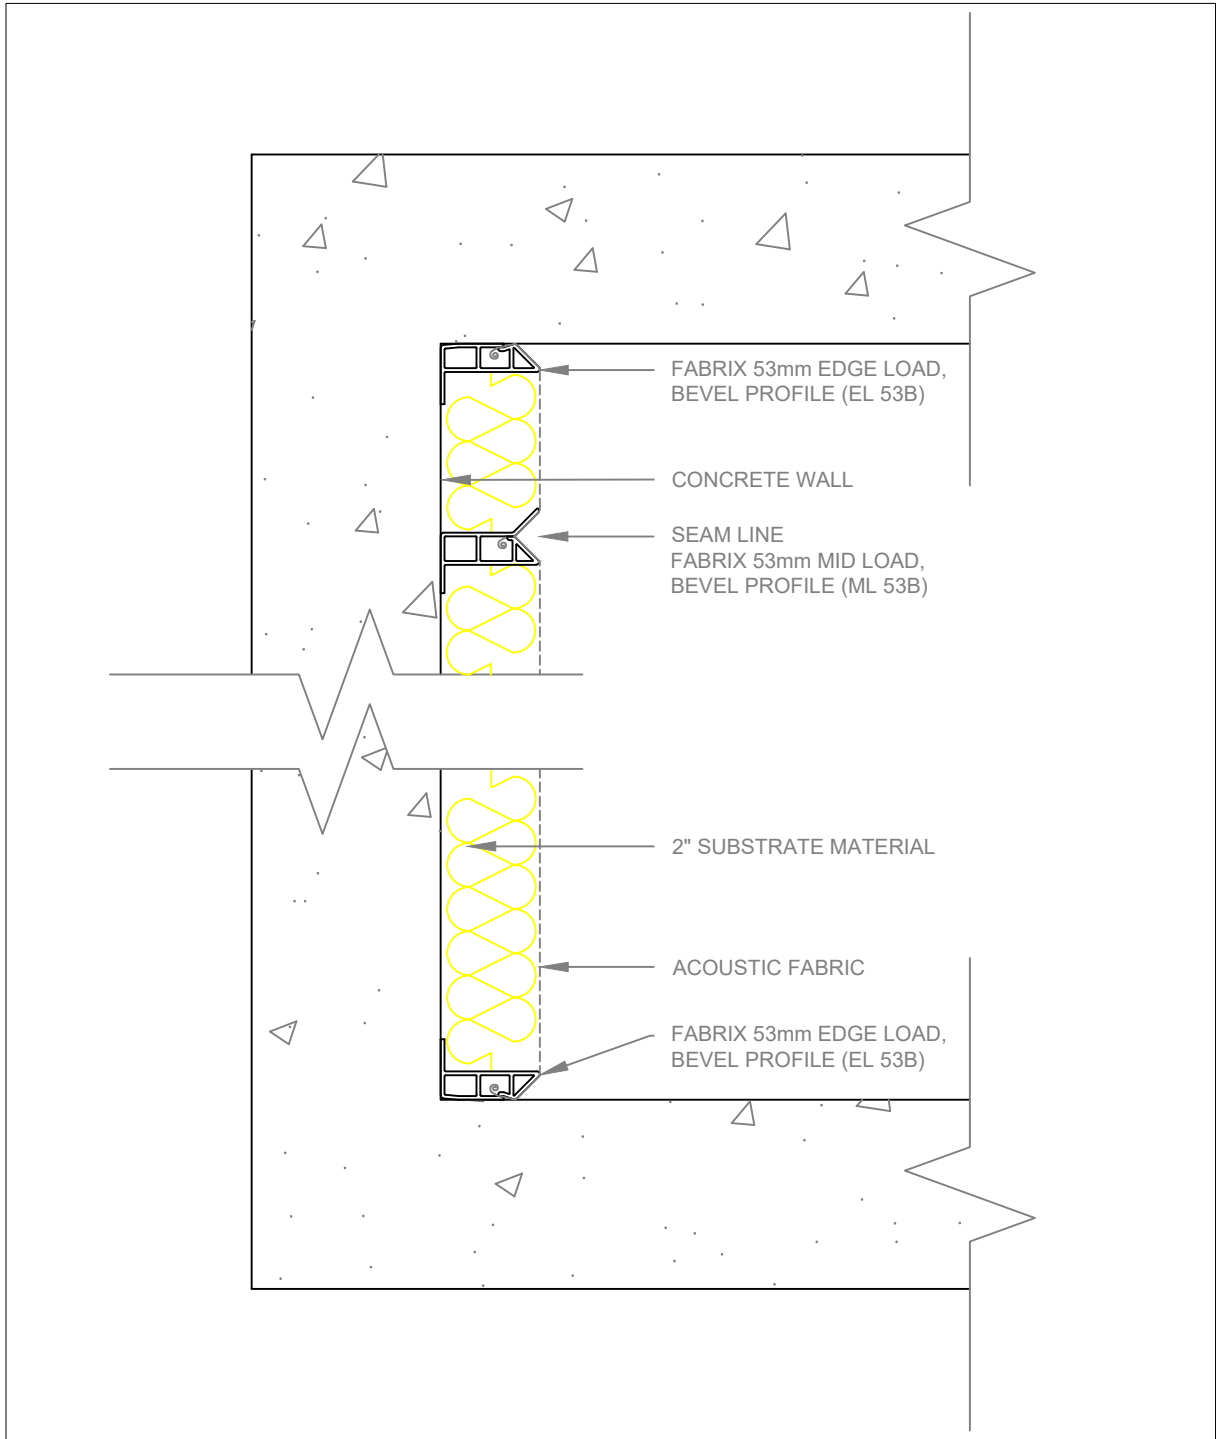 FABRIX 53mm EDGE LOAD,
BEVEL PROFILE (EL 53B)
CONCRETE WALL
SEAM LINE
FABRIX 53mm MID LOAD,
BEVEL PROFILE (ML 53B)
2" SUBSTRATE MATERIAL
ACOUSTIC FABRIC
FABRIX 53mm EDGE LOAD,
BEVEL PROFILE (EL 53B)